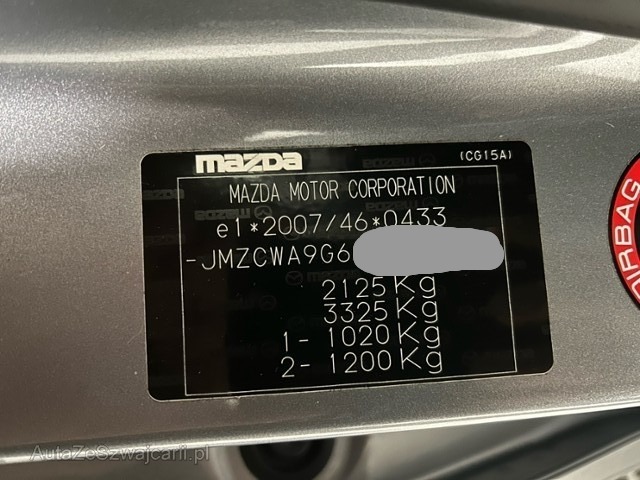 mazda
(CG15A)
MAZDA MOTOR CORPORATION
e1*2007/46*0433
-JMZCWA9G6
2125Kg
3325Kg
1-1020Kg
2-1200Kg
AIRBAG
AutaZeSzwajcarii.pl